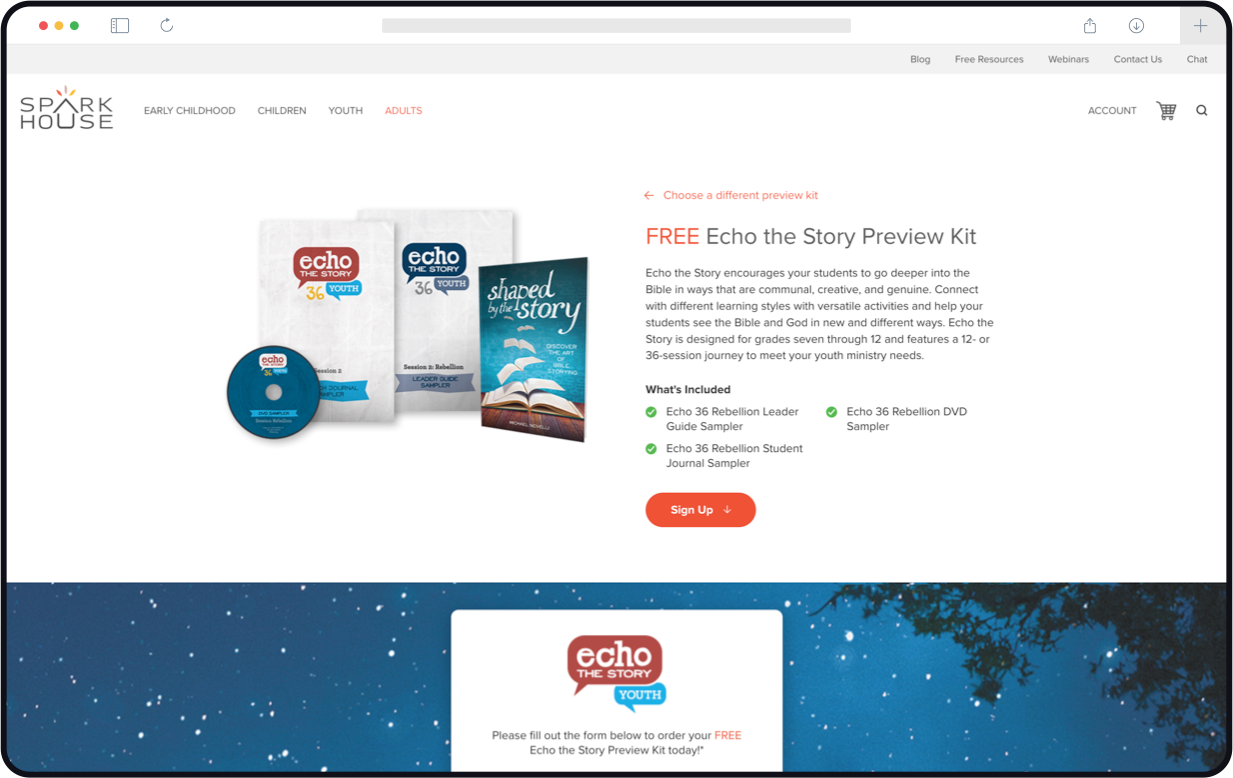 Blog Free Resources Webinars Contact Us Chat
SPARK
HOUSE
EARLY CHILDHOOD CHILDREN YOUTH ADULTS
ACCOUNT
Choose a different preview kit
FREE Echo the Story Preview Kit
Echo the Story encourages your students to go deeper into the
Bible in ways that are communal, creative, and genuine. Connect
with different learning styles with versatile activities and help your
students see the Bible and God in new and different ways. Echo the
Story is designed for grades seven through 12 and features a 12- or
36-session journey to meet your youth ministry needs.
What's Included
Echo 36 Rebellion Leader
Guide Sampler
Echo 36 Rebellion DVD
Sampler
Echo 36 Rebellion Student
Journal Sampler
Sign Up
echo
THE STORY
36 YOUTH
echo
THE STORY
36 YOUTH
Session 2: Rebellion
LEADER GUIDE
SAMPLER
shaped
by the story
DISCOVER
THE ART
OF
BIBLE
STORYING
MICHAEL NOVELLI
echo
THE STORY
36
DVD SAMPLER
Session: Rebellion
Session 2
JOURNAL
echo
THE STORY
YOUTH
Please fill out the form below to order your FREE
Echo the Story Preview Kit today!*